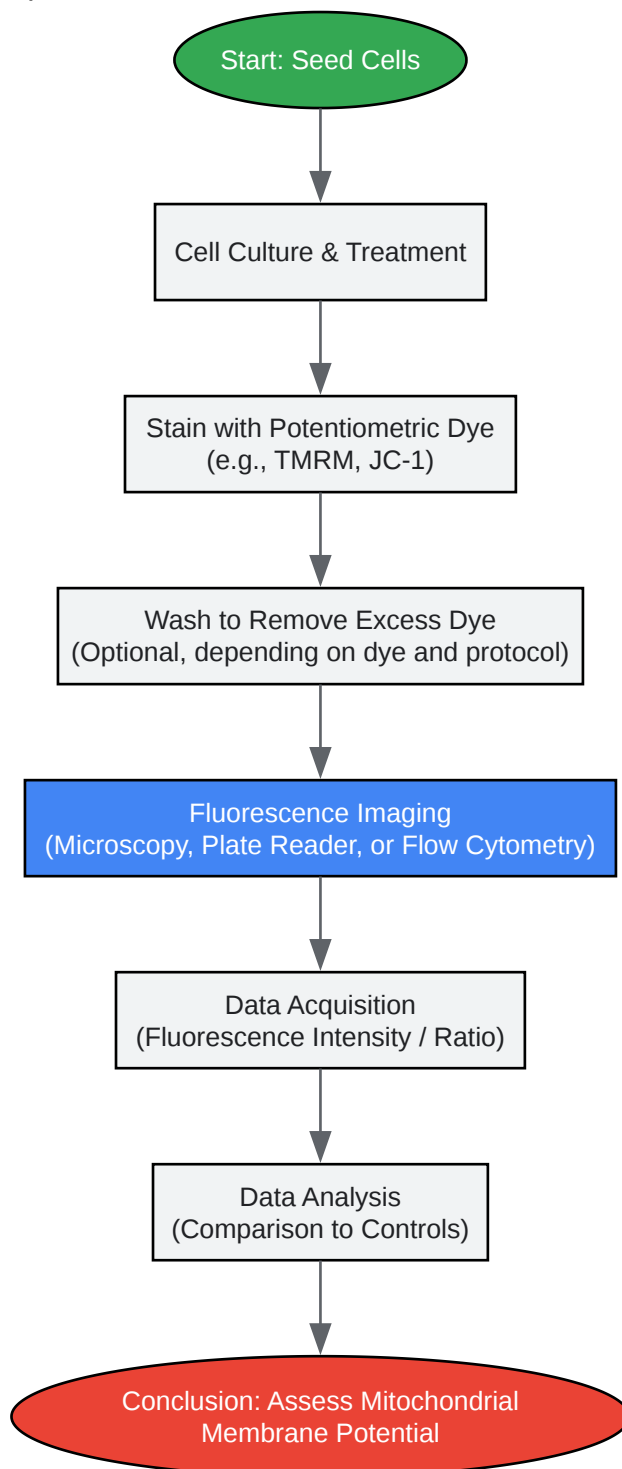 Start: Seed Cells
Cell Culture & Treatment
Stain with Potentiometric Dye
(e.g., TMRM, JC-1)
Wash to Remove Excess Dye
(Optional, depending on dye and protocol)
Fluorescence Imaging
(Microscopy, Plate Reader, or Flow Cytometry)
Data Acquisition
(Fluorescence Intensity / Ratio)
Data Analysis
(Comparison to Controls)
Conclusion: Assess Mitochondrial
Membrane Potential